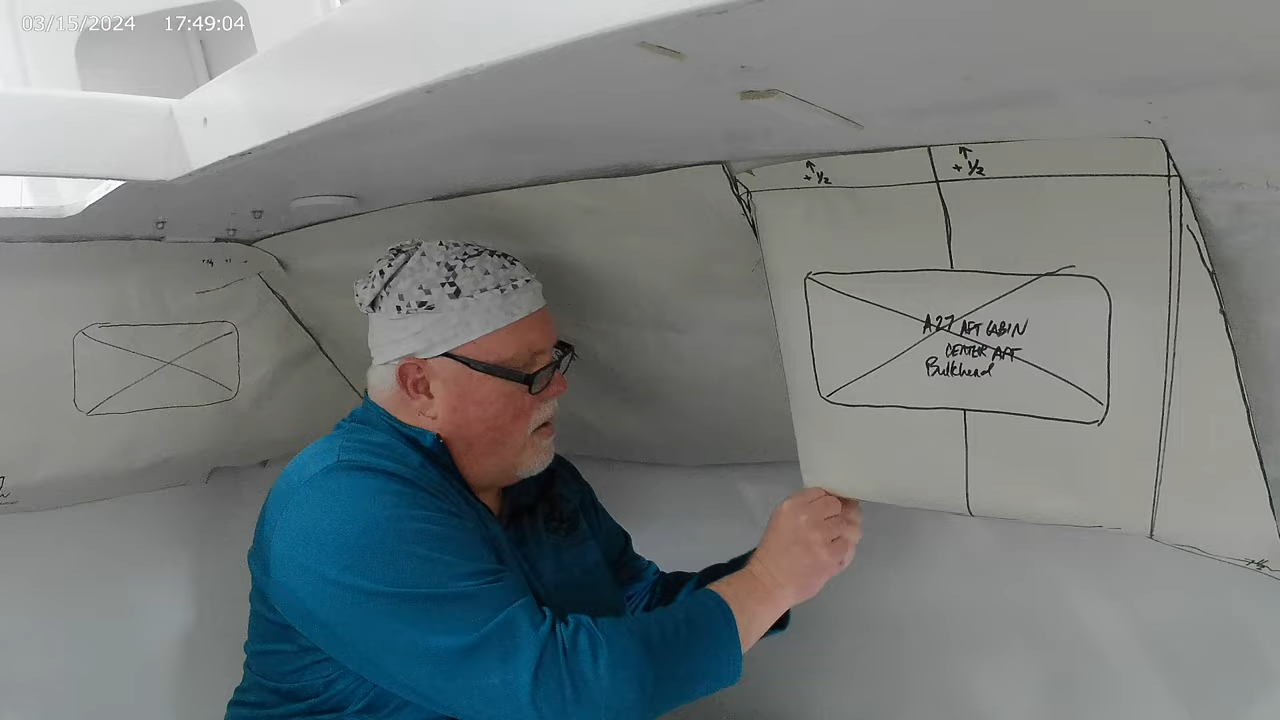 03/15/2024 17:49:04
+ 1/2
+ 1/2
A27 AFT CABIN
CENTER AFT
Bulkhead